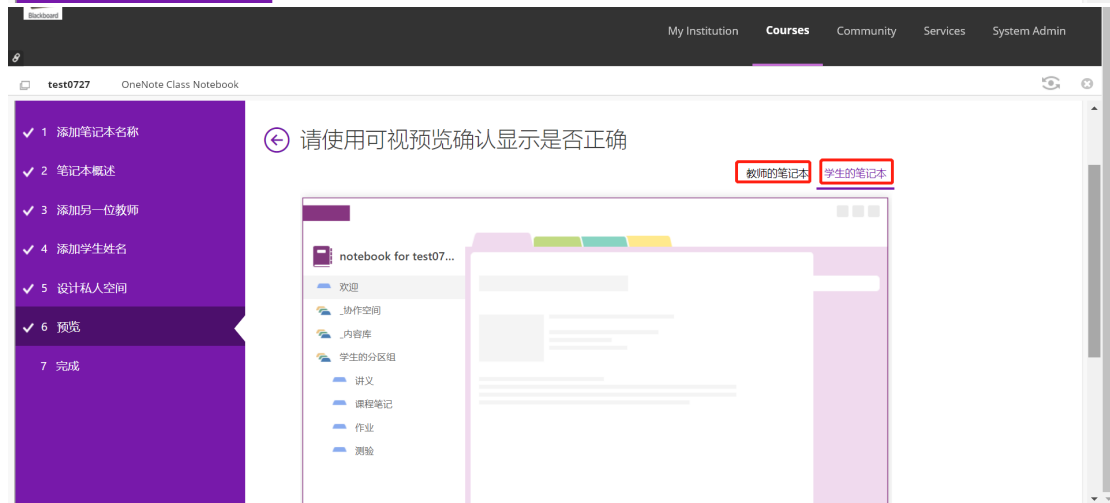 Blackboard
My Institution Courses Community Services System Admin
test0727 OneNote Class Notebook
1 添加笔记本名称
2 笔记本概述
3 添加另一位教师
4 添加学生姓名
5 设计私人空间
6 预览
7 完成
请使用可视预览确认显示是否正确
教师的笔记本 学生的笔记本
notebook for test07...
欢迎
_协作空间
_内容库
学生的分区组
讲义
课程笔记
作业
测验